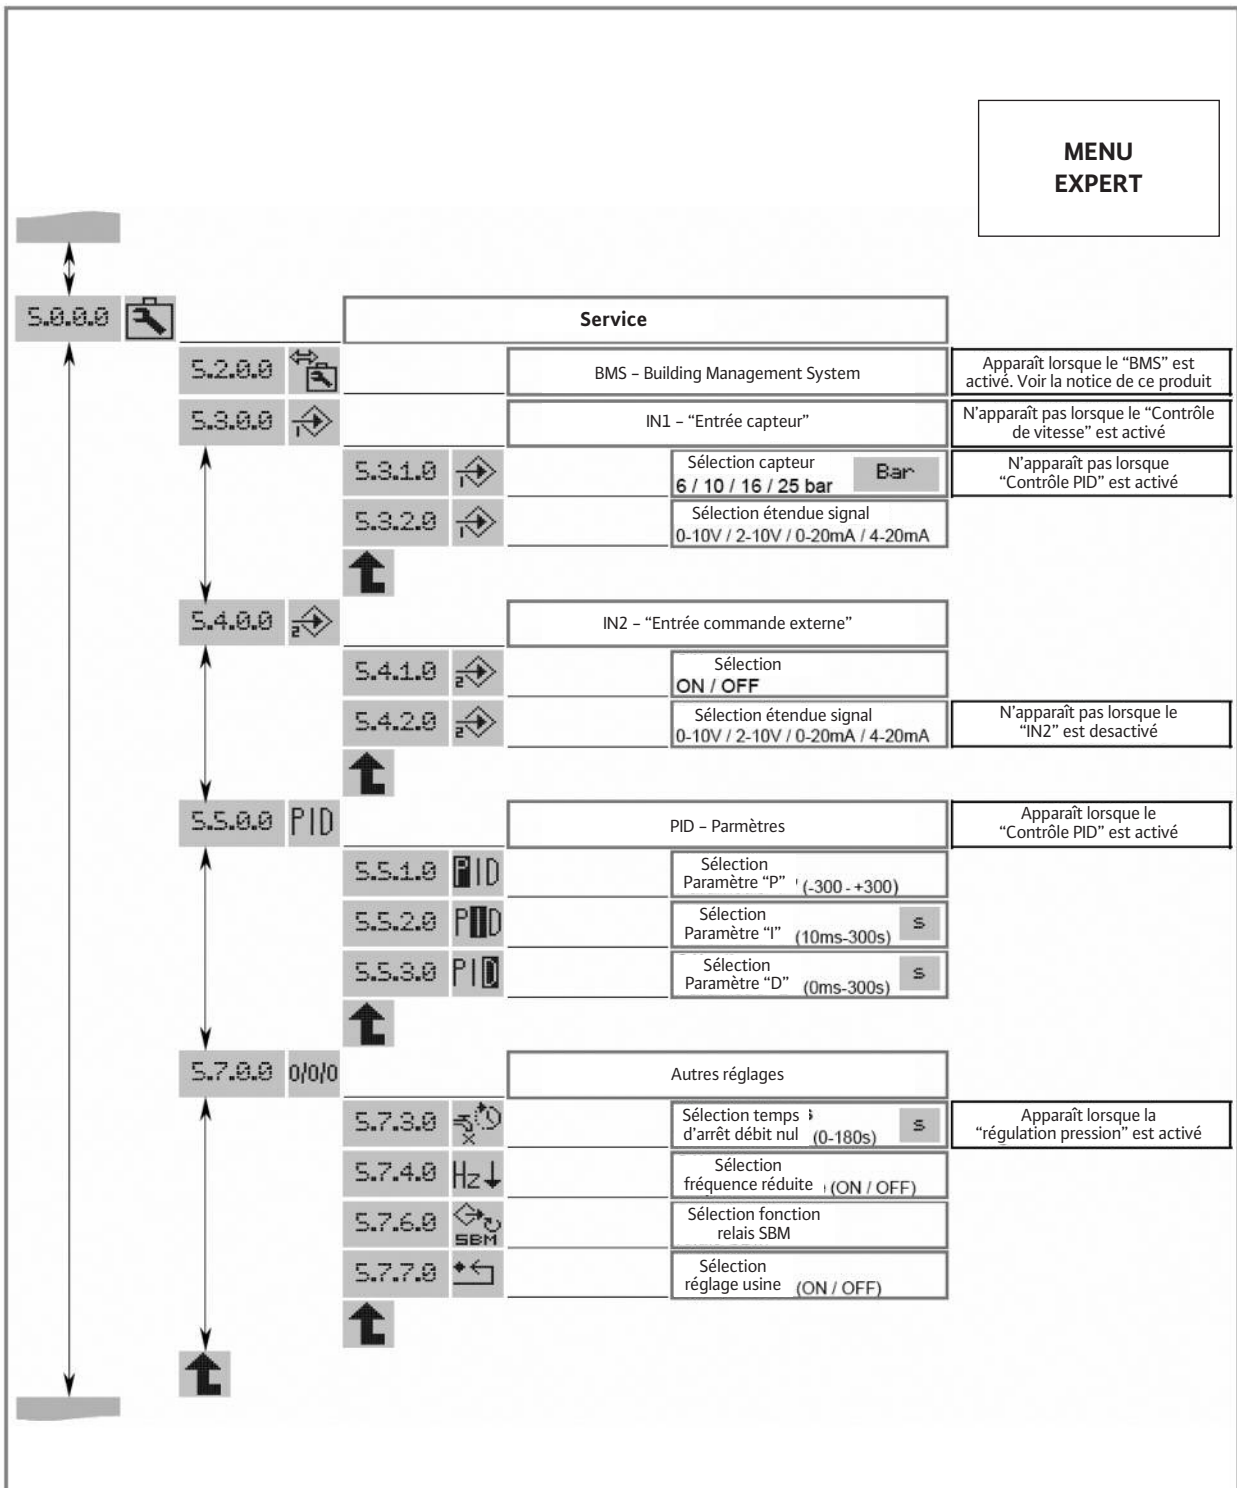 MENU
EXPERT
5.0.0.0
Service
5.2.0.0
BMS – Building Management System
Apparaît lorsque le “BMS” est
activé. Voir la notice de ce produit
5.3.0.0
1
IN1 – “Entrée capteur”
N’apparaît pas lorsque le “Contrôle
de vitesse” est activé
5.3.1.0
1
Sélection capteur
6 / 10 / 16 / 25 bar
Bar
N’apparaît pas lorsque
“Contrôle PID” est activé
5.3.2.0
1
Sélection étendue signal
0-10V / 2-10V / 0-20mA / 4-20mA
5.4.0.0
2
IN2 – “Entrée commande externe”
5.4.1.0
2
Sélection
ON / OFF
5.4.2.0
2
Sélection étendue signal
0-10V / 2-10V / 0-20mA / 4-20mA
N’apparaît pas lorsque le
“IN2” est desactivé
5.5.0.0 PID
PID – Parmètres
Apparaît lorsque le
“Contrôle PID” est activé
5.5.1.0 PID
Sélection
Paramètre “P” (-300 - +300)
5.5.2.0 PID
Sélection
Paramètre “I” (10ms-300s)
s
5.5.3.0 PID
Sélection
Paramètre “D” (0ms-300s)
s
5.7.0.0 0/0/0
Autres réglages
5.7.3.0
Sélection temps
d’arrêt débit nul (0-180s)
s
Apparaît lorsque la
“régulation pression” est activé
5.7.4.0 Hz
Sélection
fréquence réduite (ON / OFF)
5.7.6.0 SBM
Sélection fonction
relais SBM
5.7.7.0
Sélection
réglage usine (ON / OFF)